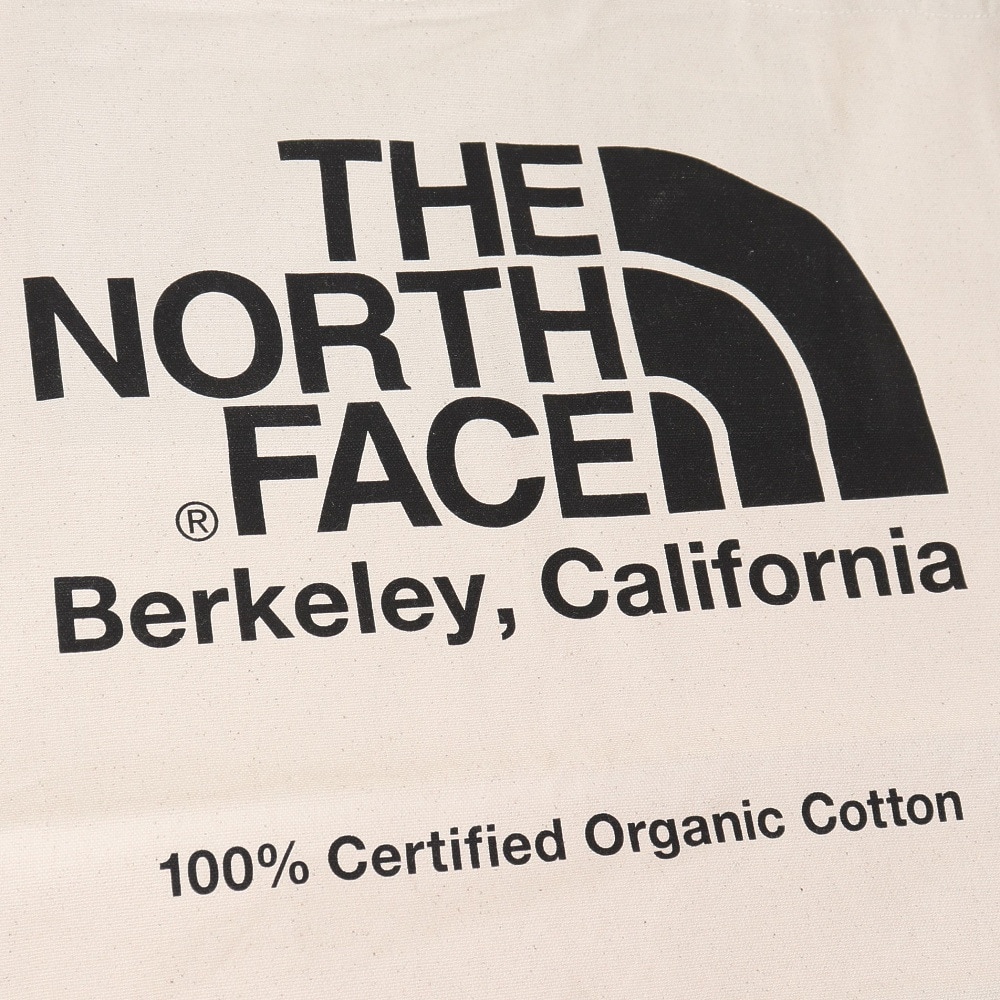 THE
NORTH
FACE
®
Berkeley, California
100% Certified Organic Cotton